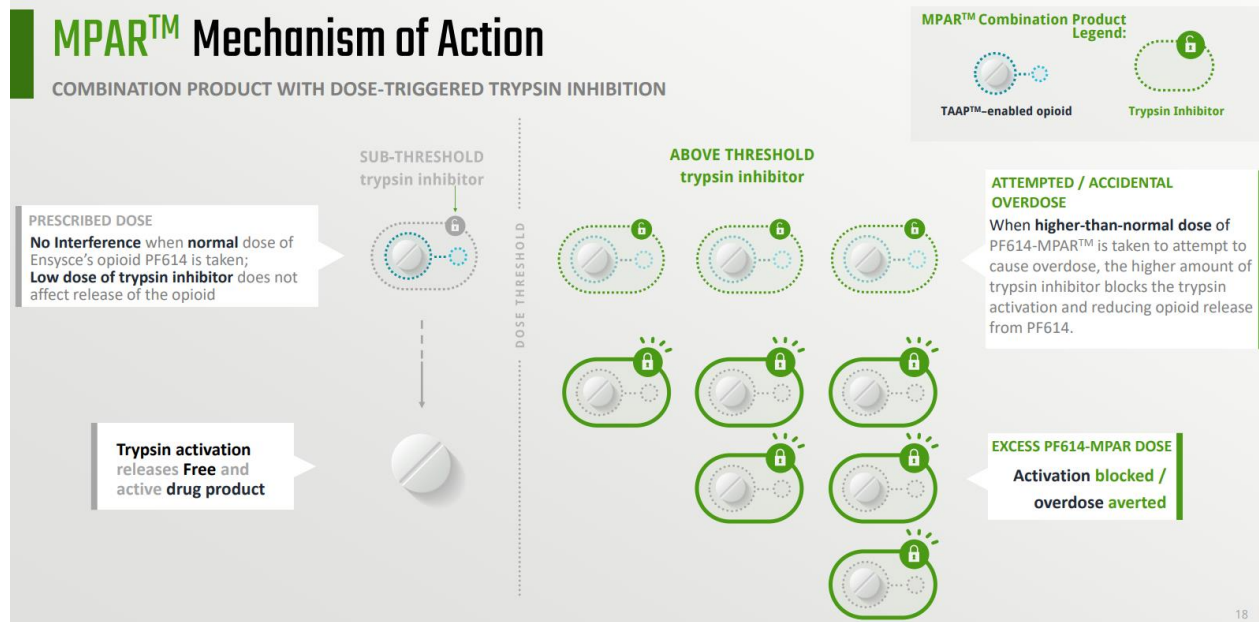 MPAR™ Mechanism of Action
COMBINATION PRODUCT WITH DOSE-TRIGGERED TRYPSIN INHIBITION
MPAR™ Combination Product
Legend:
TAAP™–enabled opioid
Trypsin Inhibitor
SUB-THRESHOLD
trypsin inhibitor
DOSE THRESHOLD
ABOVE THRESHOLD
trypsin inhibitor
PRESCRIBED DOSE
No Interference when normal dose of
Ensysce's opioid PF614 is taken;
Low dose of trypsin inhibitor does not
affect release of the opioid
Trypsin activation
releases Free and
active drug product
ATTEMPTED / ACCIDENTAL
OVERDOSE
When higher-than-normal dose of
PF614-MPAR™ is taken to attempt to
cause overdose, the higher amount of
trypsin inhibitor blocks the trypsin
activation and reducing opioid release
from PF614.
EXCESS PF614-MPAR DOSE
Activation blocked /
overdose averted
18